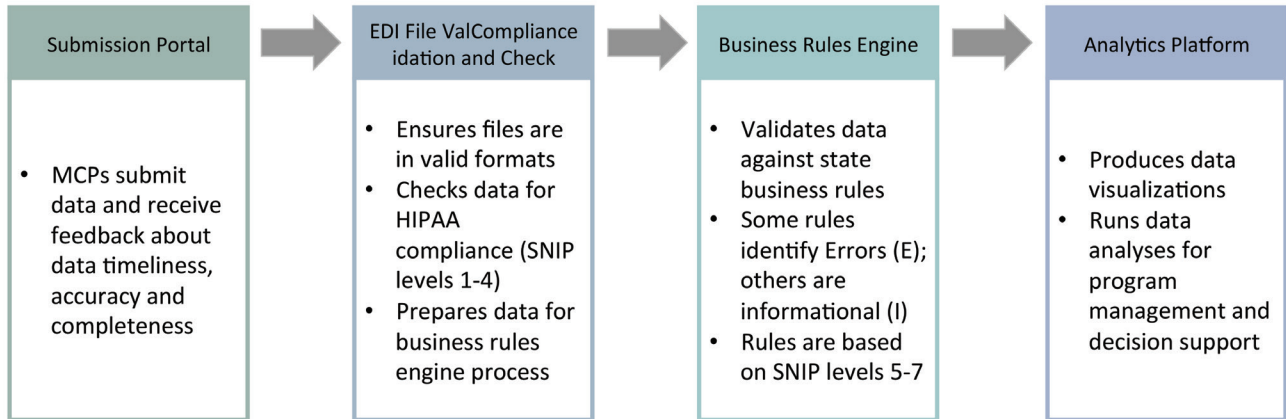 Submission Portal
• MCPs submit
data and receive
feedback about
data timeliness,
accuracy and
completeness
EDI File ValCompliance
idation and Check
• Ensures files are
in valid formats
• Checks data for
HIPAA
compliance (SNIP
levels 1-4)
• Prepares data for
business rules
engine process
Business Rules Engine
• Validates data
against state
business rules
• Some rules
identify Errors (E);
others are
informational (I)
• Rules are based
on SNIP levels 5-7
Analytics Platform
• Produces data
visualizations
• Runs data
analyses for
program
management and
decision support